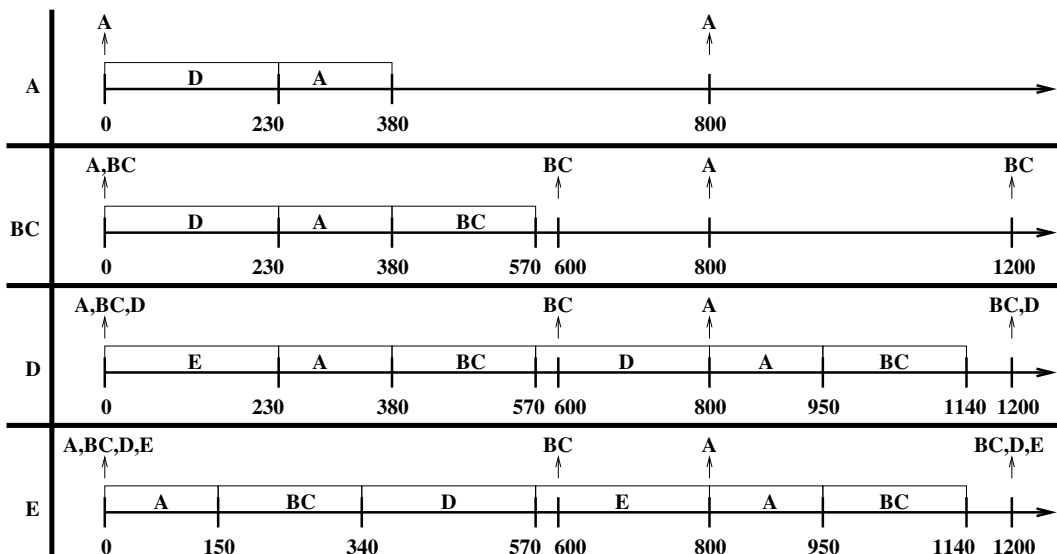 A A
D A
A
0 230 380 800
A,BC BC A BC
D A BC
BC
0 230 380 570 600 800 1200
A,BC,D BC A BC,D
E A BC D A BC
D
0 230 380 570 600 800 950 1140 1200
A,BC,D,E BC A BC,D,E
A BC D E A BC
E
0 150 340 570 600 800 950 1140 1200